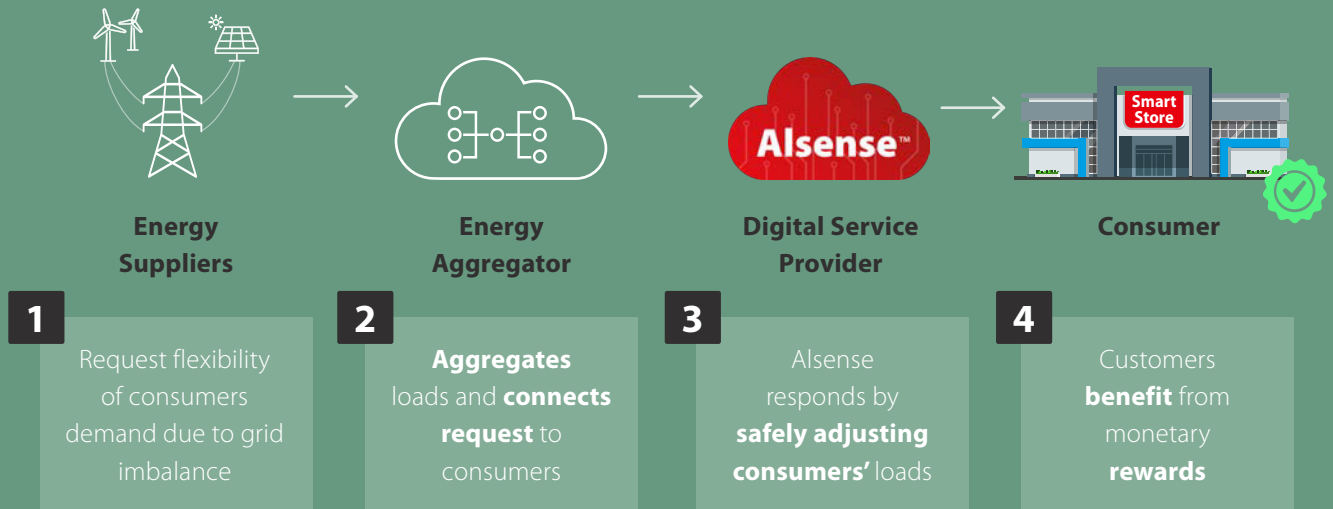 Alsense™
Smart
Store
Energy
Suppliers
Energy
Aggregator
Digital Service
Provider
Consumer
1
Request flexibility
of consumers
demand due to grid
imbalance
2
Aggregates
loads and connects
request to
consumers
3
Alsense
responds by
safely adjusting
consumers’ loads
4
Customers
benefit from
monetary
rewards